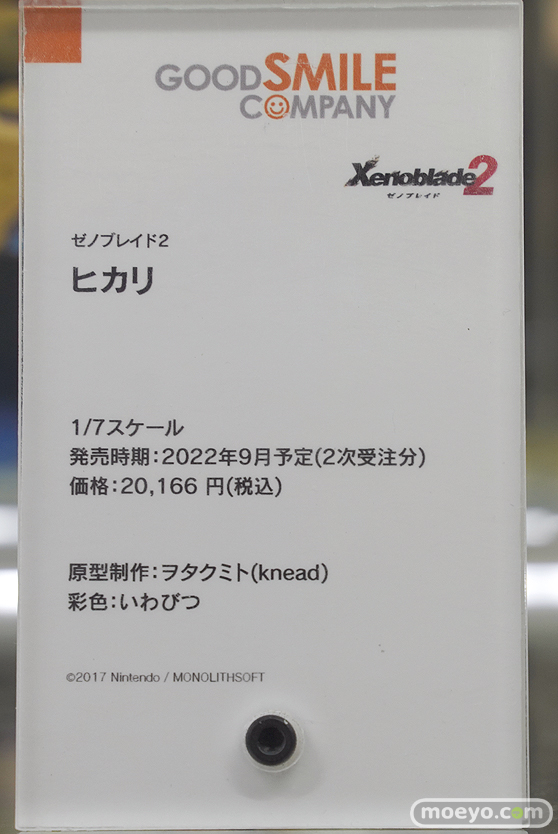 GOODSMILE
COMPANY
Xenoblade2
ゼノブレイド
ゼノブレイド2
ヒカリ
1/7スケール
発売時期:2022年9月予定(2次受注分)
価格:20,166 円(税込)
原型制作:ヲタクミト(knead)
彩色:いわびつ
©2017 Nintendo / MONOLITHSOFT
moeyo.com